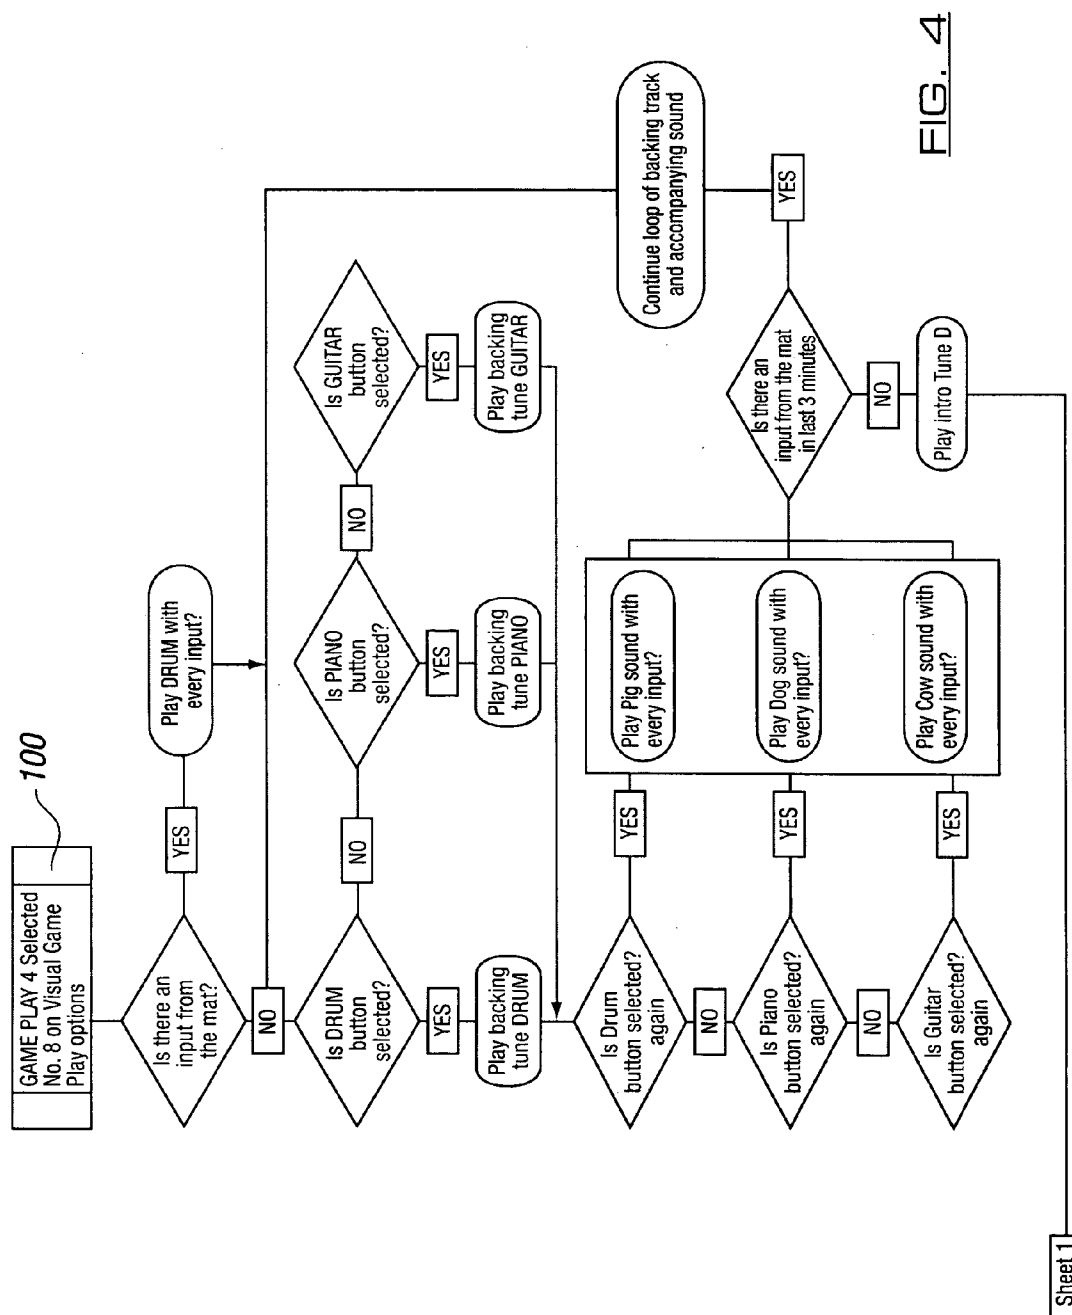 GAME PLAY 4 Selected
No. 8 on Visual Game
Play options
100
Is there an
input from
the mat?
YES
Play DRUM with
every input?
NO
Is DRUM
button
selected?
NO
Is PIANO
button
selected?
NO
Is GUITAR
button
selected?
YES
YES
YES
Play backing
tune DRUM
Play backing
tune PIANO
Play backing
tune GUITAR
Is Drum
button selected?
again
YES
Play Pig sound with
every input?
NO
Is Piano
button selected?
again
YES
Play Dog sound with
every input?
NO
Is Guitar
button selected?
again
YES
Play Cow sound with
every input?
Is there an
input from the mat
in last 3 minutes
YES
Continue loop of backing track
and accompanying sound
NO
Play intro Tune D
Sheet 1
FIG. 4